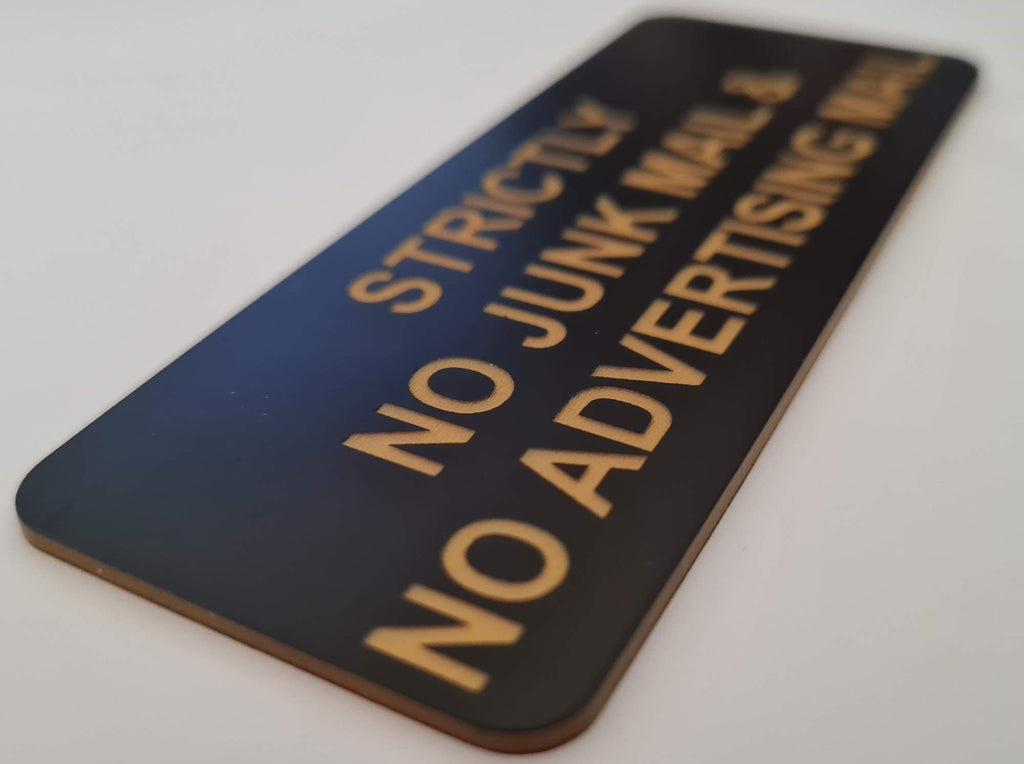 STRICTLY
NO JUNK MAIL &
NO ADVERTISING MAIL